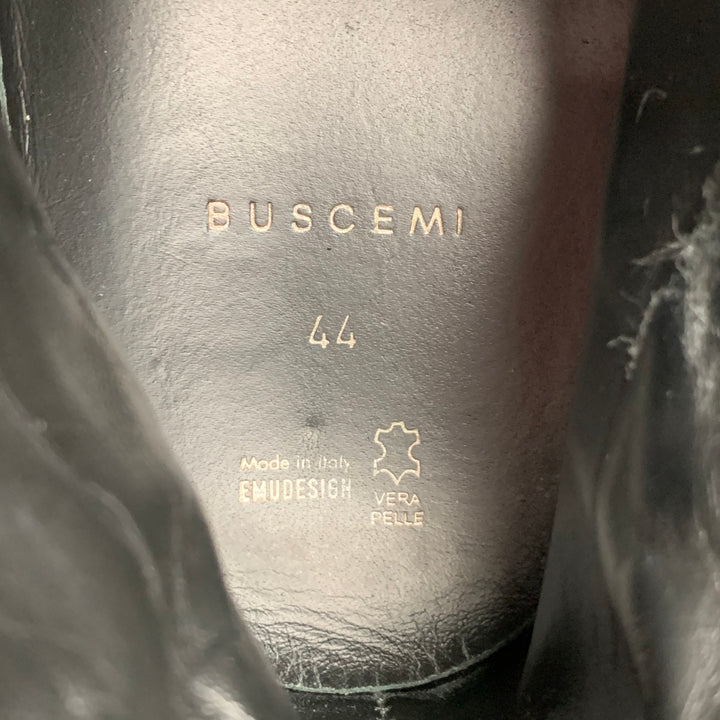 BUSCEMI
44
Made in Italy
EMUDESIGN
VERA
PELLE